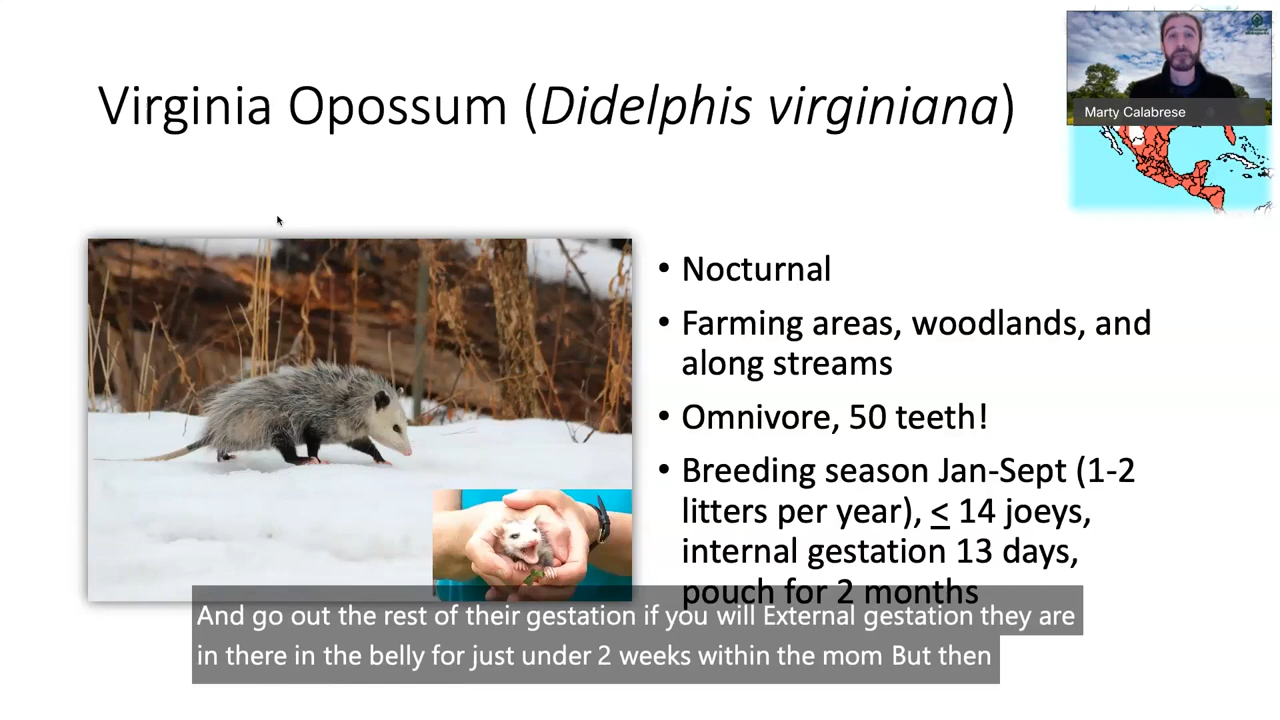 Virginia Opossum (Didelphis virginiana)
Marty Calabrese
• Nocturnal
• Farming areas, woodlands, and
along streams
• Omnivore, 50 teeth!
• Breeding season Jan-Sept (1-2
litters per year), < 14 joeys,
internal gestation 13 days,
pouch for 2 months
And go out the rest of their gestation if you will External gestation they are
in there in the belly for just under 2 weeks within the mom But then